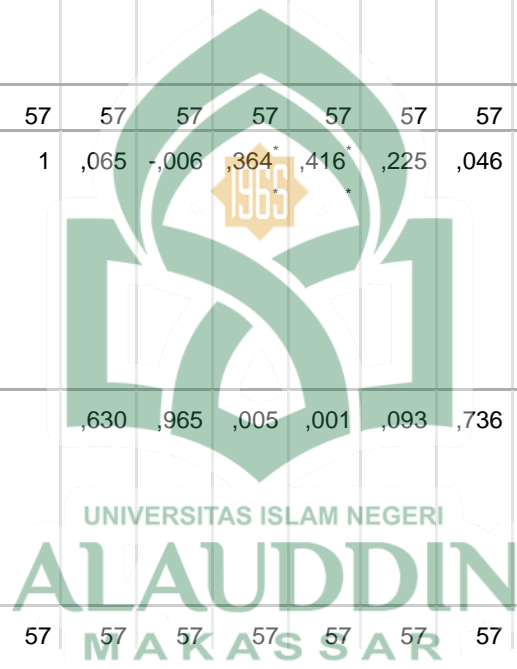 57 57 57 57 57 57 57
1 ,065 -,006 ,364* ,416* ,225 ,046
* *
1965
,630 ,965 ,005 ,001 ,093 ,736
UNIVERSITAS ISLAM NEGERI
ALAUDDIN
57 57 57 57 57 57 57
MAKASSAR